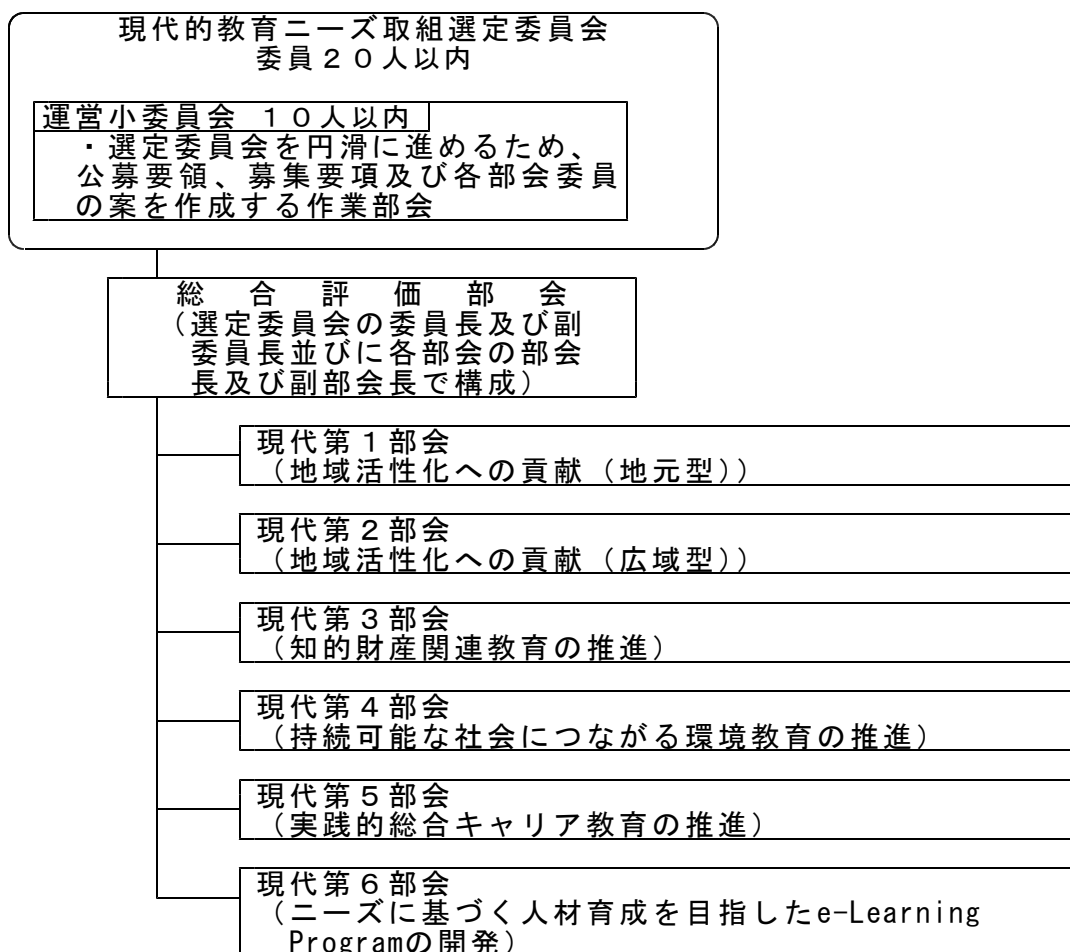 現代的教育ニーズ取組選定委員会
委員２０人以内
運営小委員会 １０人以内
・選定委員会を円滑に進めるため、
公募要領、募集要項及び各部会委員
の案を作成する作業部会
総合評価部会
（選定委員会の委員長及び副
委員長並びに各部会の部会
長及び副部会長で構成）
現代第１部会
（地域活性化への貢献（地元型））
現代第２部会
（地域活性化への貢献（広域型））
現代第３部会
（知的財産関連教育の推進）
現代第４部会
（持続可能な社会につながる環境教育の推進）
現代第５部会
（実践的総合キャリア教育の推進）
現代第６部会
（ニーズに基づく人材育成を目指したe-Learning
Programの開発）